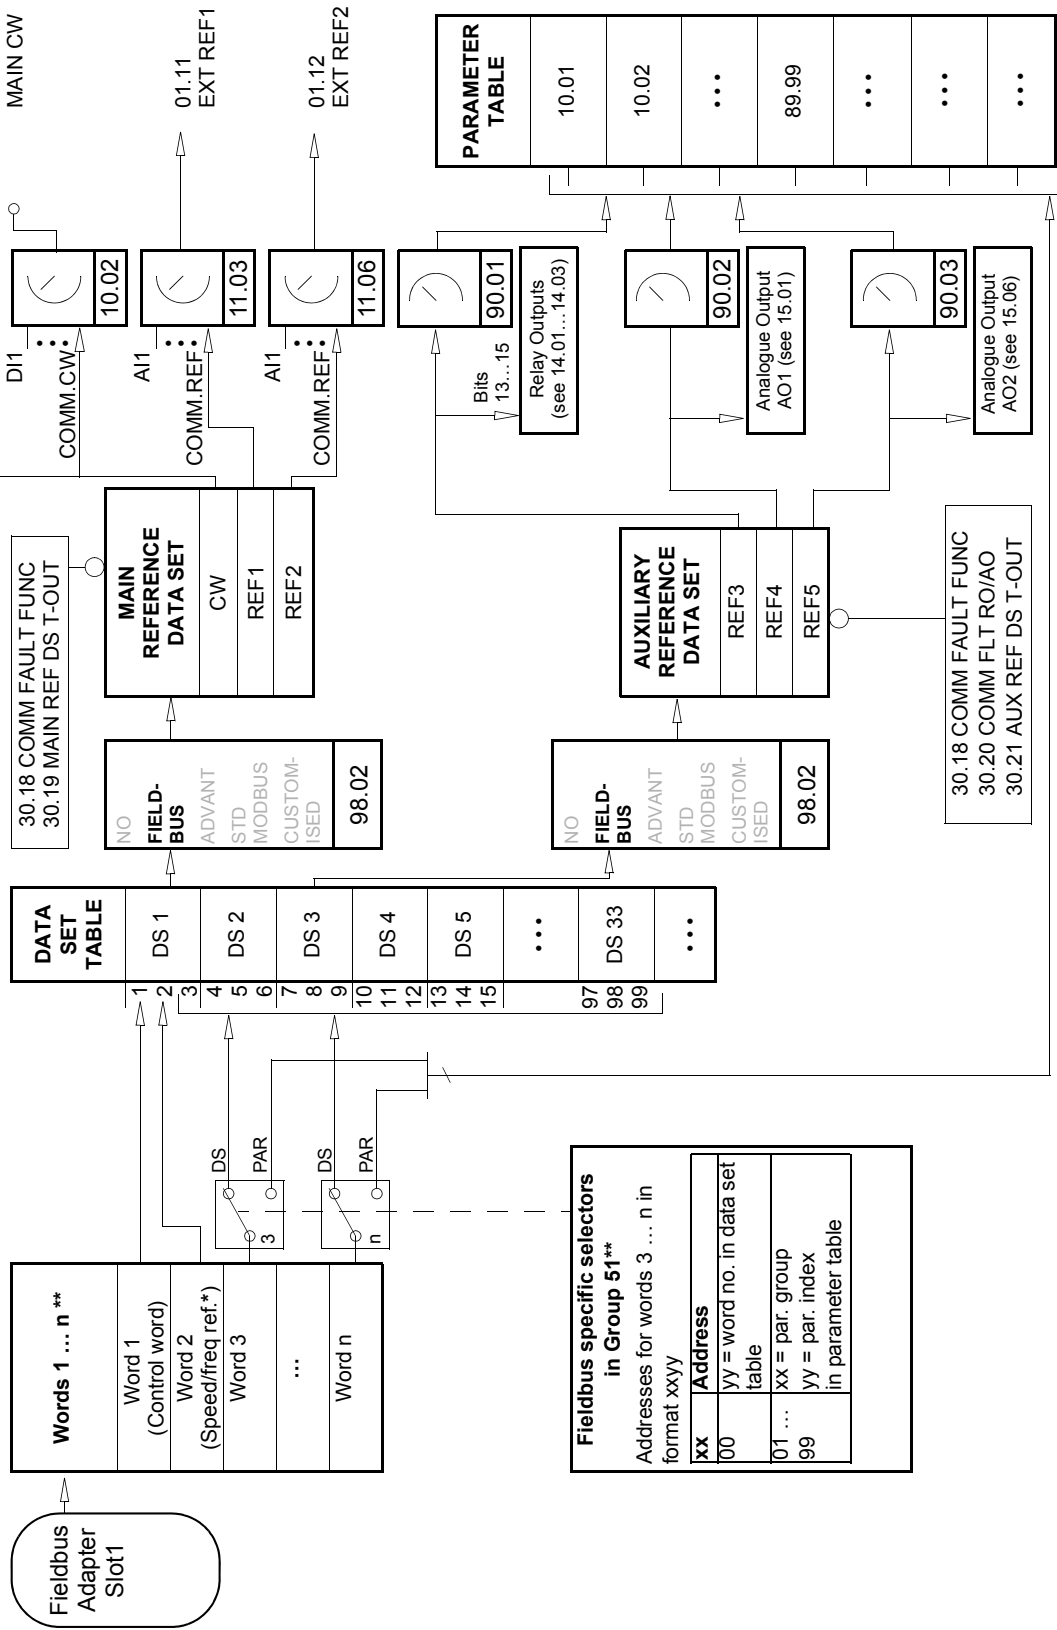 Fieldbus
Adapter
Slot1
Words 1 … n **
Word 1
(Control word)
Word 2
(Speed/freq ref.*)
Word 3
...
Word n
3
DS
PAR
n
DS
PAR
Fieldbus specific selectors
in Group 51**
Addresses for words 3 … n in
format xxyy
xx Address
00 yy = word no. in data set
table
01 … xx = par. group
99 yy = par. index
in parameter table
DATA
SET
TABLE
1
2
3
DS 1
4
5
6
DS 2
7
8
9
DS 3
10
11
12
DS 4
13
14
15
DS 5
•••
97
98
99
DS 33
•••
NO
FIELD-
BUS
ADVANT
STD
MODBUS
CUSTOM-
ISED
98.02
NO
FIELD-
BUS
ADVANT
STD
MODBUS
CUSTOM-
ISED
98.02
30.18 COMM FAULT FUNC
30.19 MAIN REF DS T-OUT
MAIN
REFERENCE
DATA SET
CW
REF1
REF2
AUXILIARY
REFERENCE
DATA SET
REF3
REF4
REF5
30.18 COMM FAULT FUNC
30.20 COMM FLT RO/AO
30.21 AUX REF DS T-OUT
DI1
•••
COMM.CW
10.02
MAIN CW
AI1
•••
COMM.REF
11.03
01.11
EXT REF1
AI1
•••
COMM.REF
11.06
01.12
EXT REF2
90.01
Bits
13…15
Relay Outputs
(see 14.01…14.03)
90.02
Analogue Output
AO1 (see 15.01)
90.03
Analogue Output
AO2 (see 15.06)
PARAMETER
TABLE
10.01
10.02
•••
89.99
•••
•••
•••